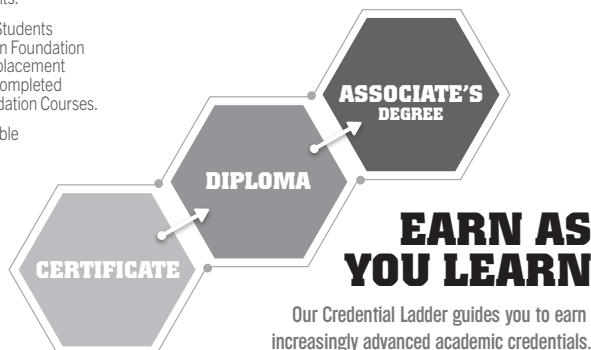 Students
n Foundation
placement
ompleted
dation Courses.
ble
ASSOCIATE'S
DEGREE
DIPLOMA
CERTIFICATE
EARN AS
YOU LEARN
Our Credential Ladder guides you to earn
increasingly advanced academic credentials.